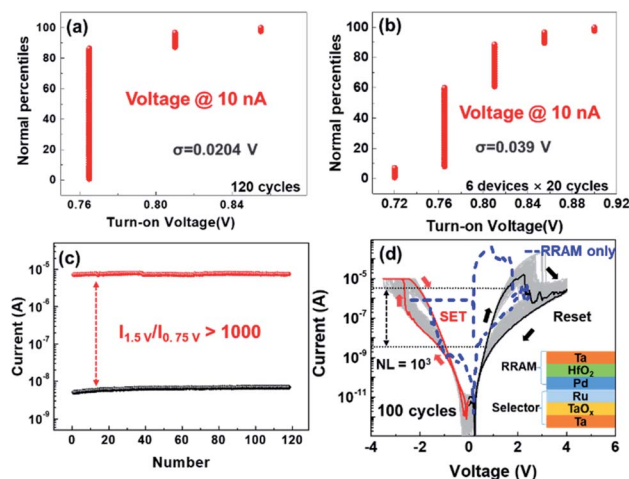 (a)
Normal percentiles
100
80
60
40
20
0
Voltage @ 10 nA
σ=0.0204 V
120 cycles
0.76
0.80
0.84
Turn-on Voltage(V)
(b)
Normal percentiles
100
80
60
40
20
0
Voltage @ 10 nA
σ=0.039 V
6 devices × 20 cycles
0.72
0.76
0.80
0.84
0.88
0.92
Turn-on Voltage(V)
(c)
Current (A)
10⁻⁴
10⁻⁵
10⁻⁶
10⁻⁷
10⁻⁸
10⁻⁹
I₁.₅ ᵥ/I₀.₇₅ ᵥ > 1000
0
20
40
60
80
100
120
Number
(d)
Current (A)
10⁻³
10⁻⁵
10⁻⁷
10⁻⁹
10⁻¹¹
RRAM only
SET
Reset
NL = 10³
100 cycles
RRAM
Selector
Ta
HfO₂
Pd
Ru
TaOₓ
Ta
-4
-2
0
2
4
Voltage (V)